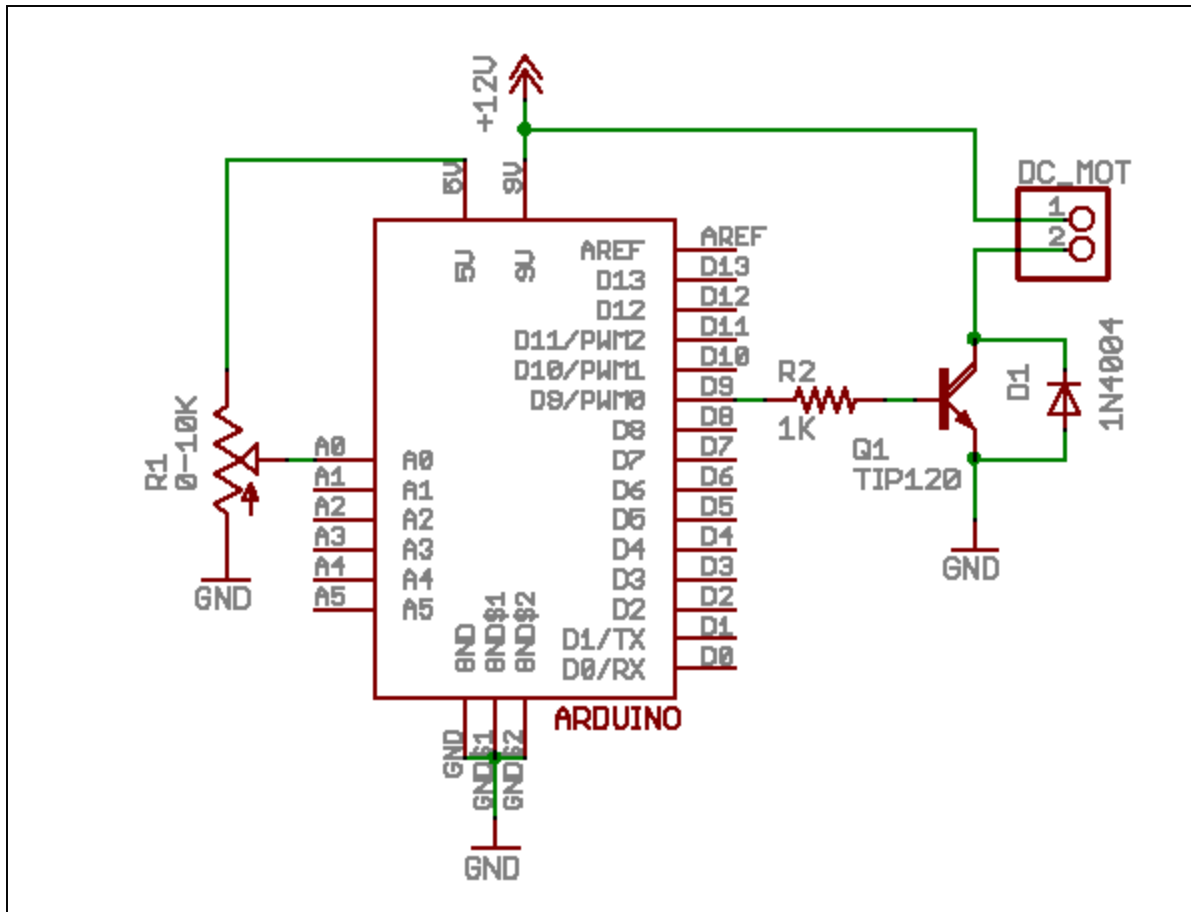 +12V
5V
9V
DC_MOT
1
2
5V
9V
AREF
D13
D12
D11/PWM2
D10/PWM1
D9/PWM0
D8
D7
D6
D5
D4
D3
D2
D1/TX
D0/RX
AREF
D13
D12
D11
D10
D9
D8
D7
D6
D5
D4
D3
D2
D1
D0
R1
0-10K
GND
A0
A1
A2
A3
A4
A5
A0
A1
A2
A3
A4
A5
R2
1K
Q1
TIP120
D1
1N4004
GND
GND
GND$1
GND$2
ARDUINO
GND
GND$1
GND$2
GND